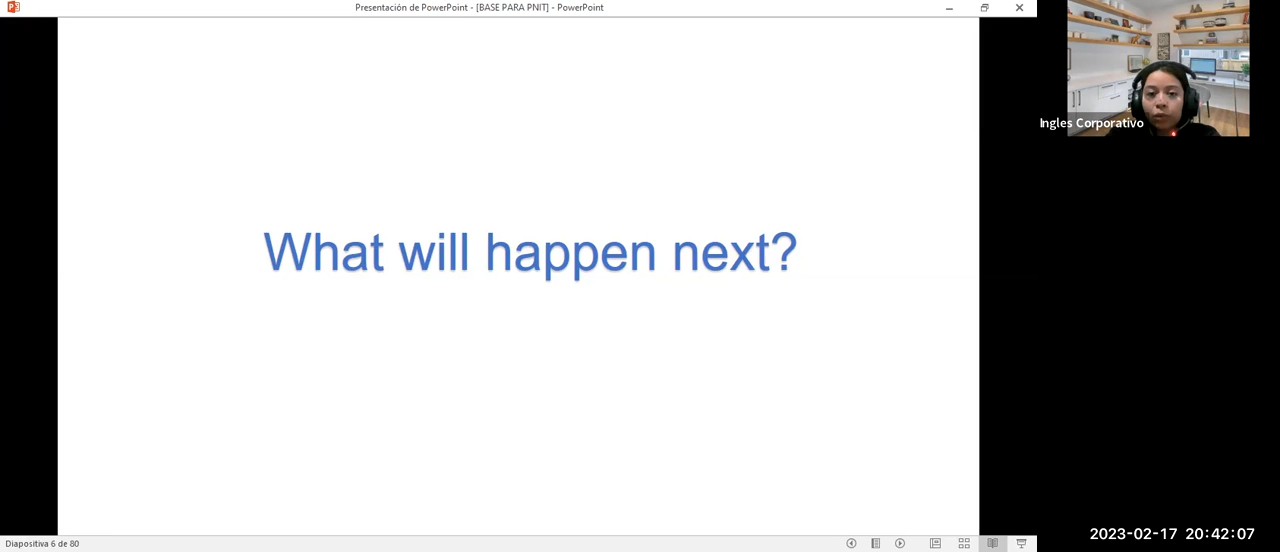 Presentación de PowerPoint - [BASE PARA PNIT] - PowerPoint
What will happen next?
Ingles Corporativo
2023-02-17 20:42:07
Diapositiva 6 de 80